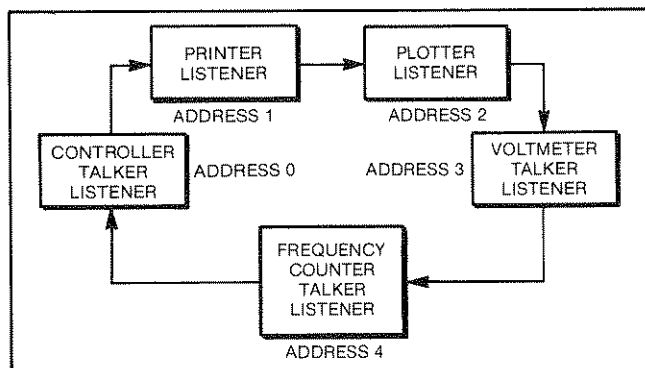 PRINTER
LISTENER
ADDRESS 1
PLOTTER
LISTENER
ADDRESS 2
CONTROLLER
TALKER
LISTENER
ADDRESS 0
ADDRESS 3
VOLTMETER
TALKER
LISTENER
FREQUENCY
COUNTER
TALKER
LISTENER
ADDRESS 4